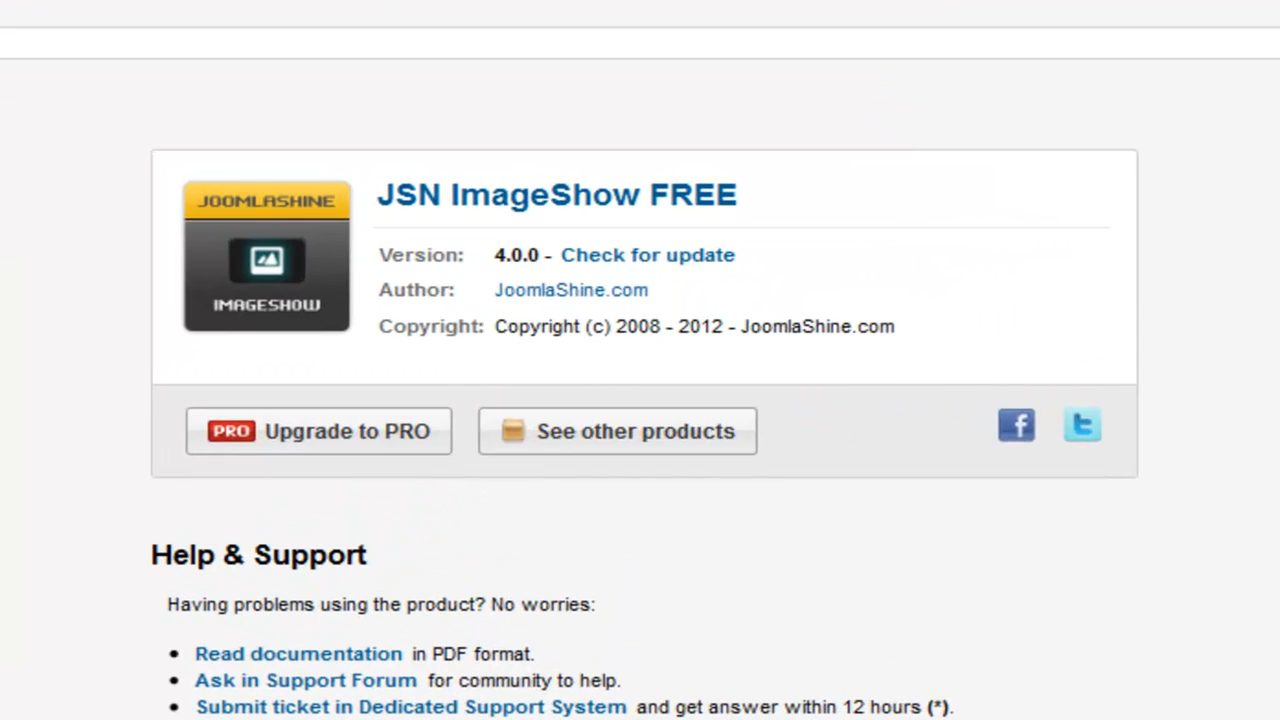 JOOMLASHINE
IMAGESHOW
JSN ImageShow FREE
Version: 4.0.0 - Check for update
Author: JoomlaShine.com
Copyright: Copyright (c) 2008 - 2012 - JoomlaShine.com
PRO Upgrade to PRO
See other products
f t
Help & Support
Having problems using the product? No worries:
• Read documentation in PDF format.
• Ask in Support Forum for community to help.
• Submit ticket in Dedicated Support System and get answer within 12 hours (*).